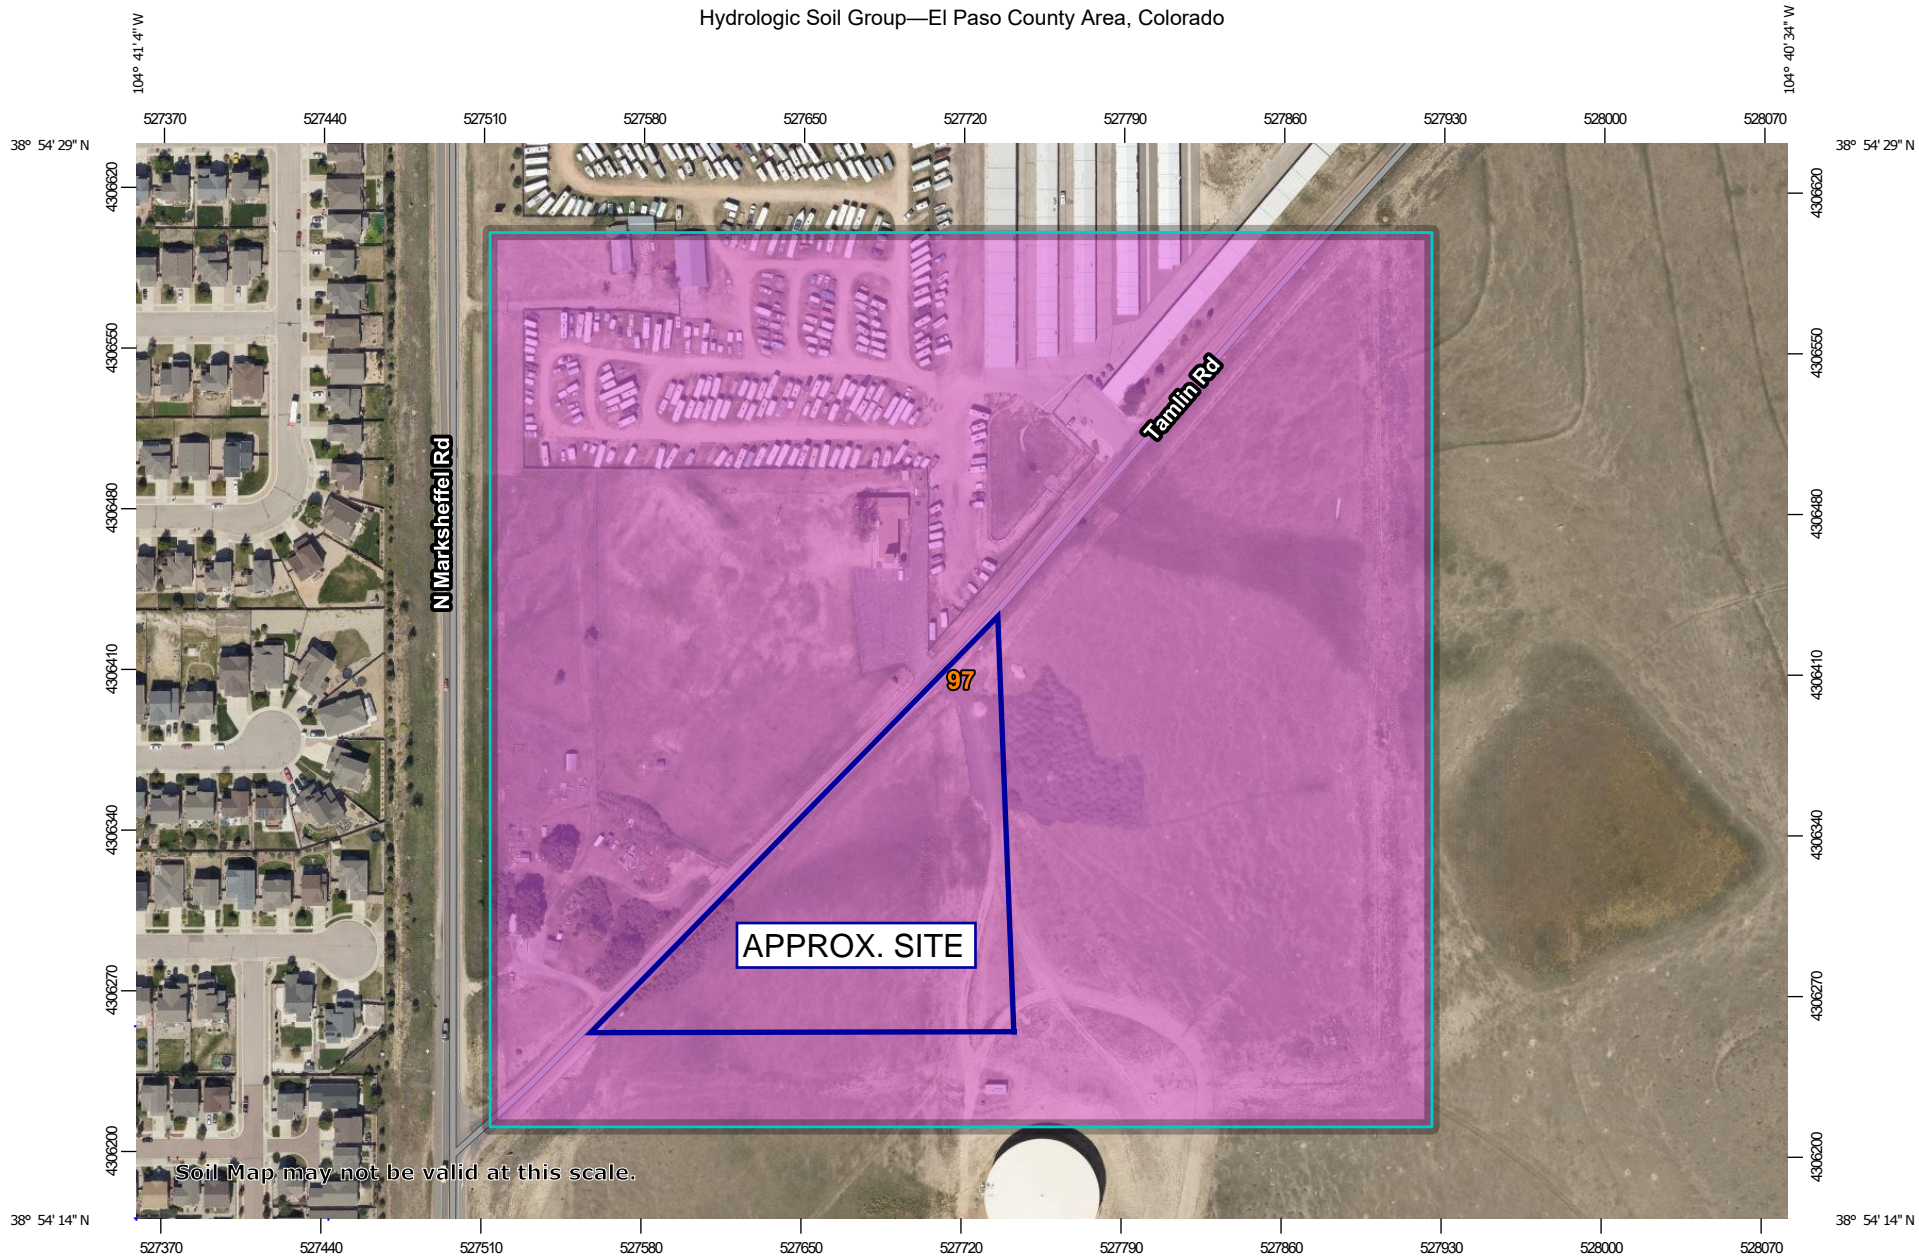 Hydrologic Soil Group—El Paso County Area, Colorado
104° 41' 4" W
104° 40' 34" W
527370 527440 527510 527580 527650 527720 527790 527860 527930 528000 528070
38° 54' 29" N
38° 54' 29" N
4306620
4306620
4306550
4306550
Tamlin Rd
N Marksheffel Rd
4306480
4306480
4306410
4306410
97
4306340
4306340
APPROX. SITE
4306270
4306270
4306200
4306200
Soil Map may not be valid at this scale.
38° 54' 14" N
38° 54' 14" N
527370 527440 527510 527580 527650 527720 527790 527860 527930 528000 528070